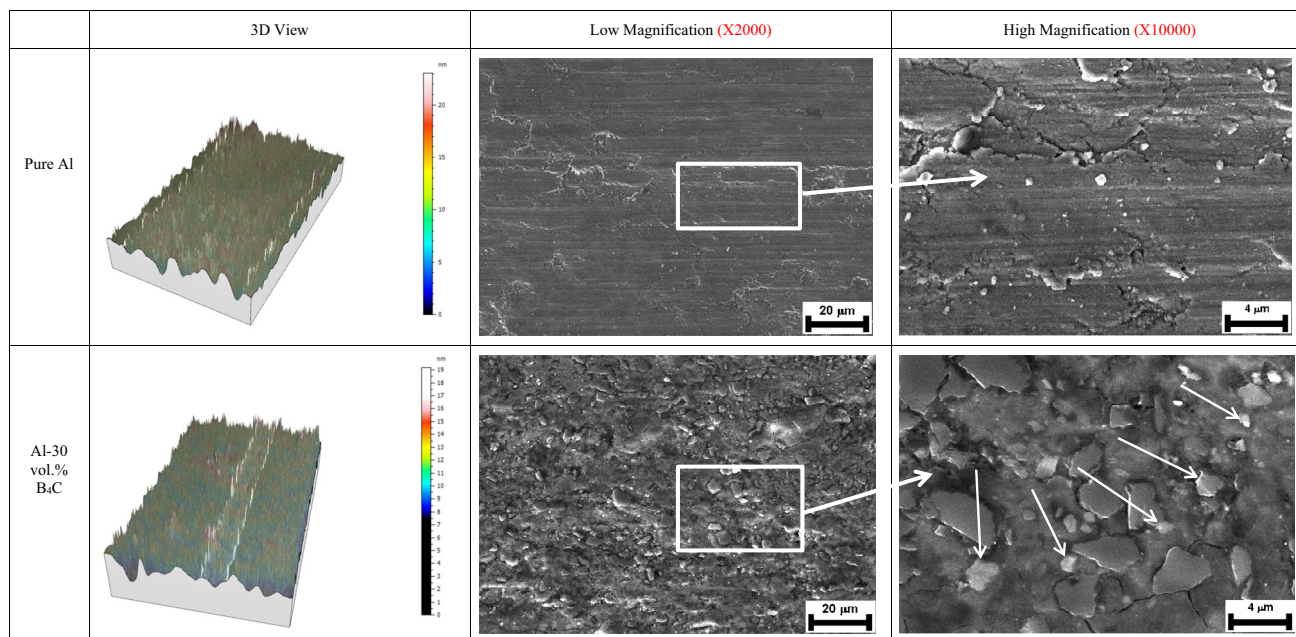 3D View
Low Magnification (X2000)
High Magnification (X10000)
Pure Al
nm
20
15
10
5
0
20 µm
4 µm
Al-30
vol.%
B₄C
nm
19
18
17
16
15
14
13
12
11
10
9
8
7
6
5
4
3
2
1
0
20 µm
4 µm